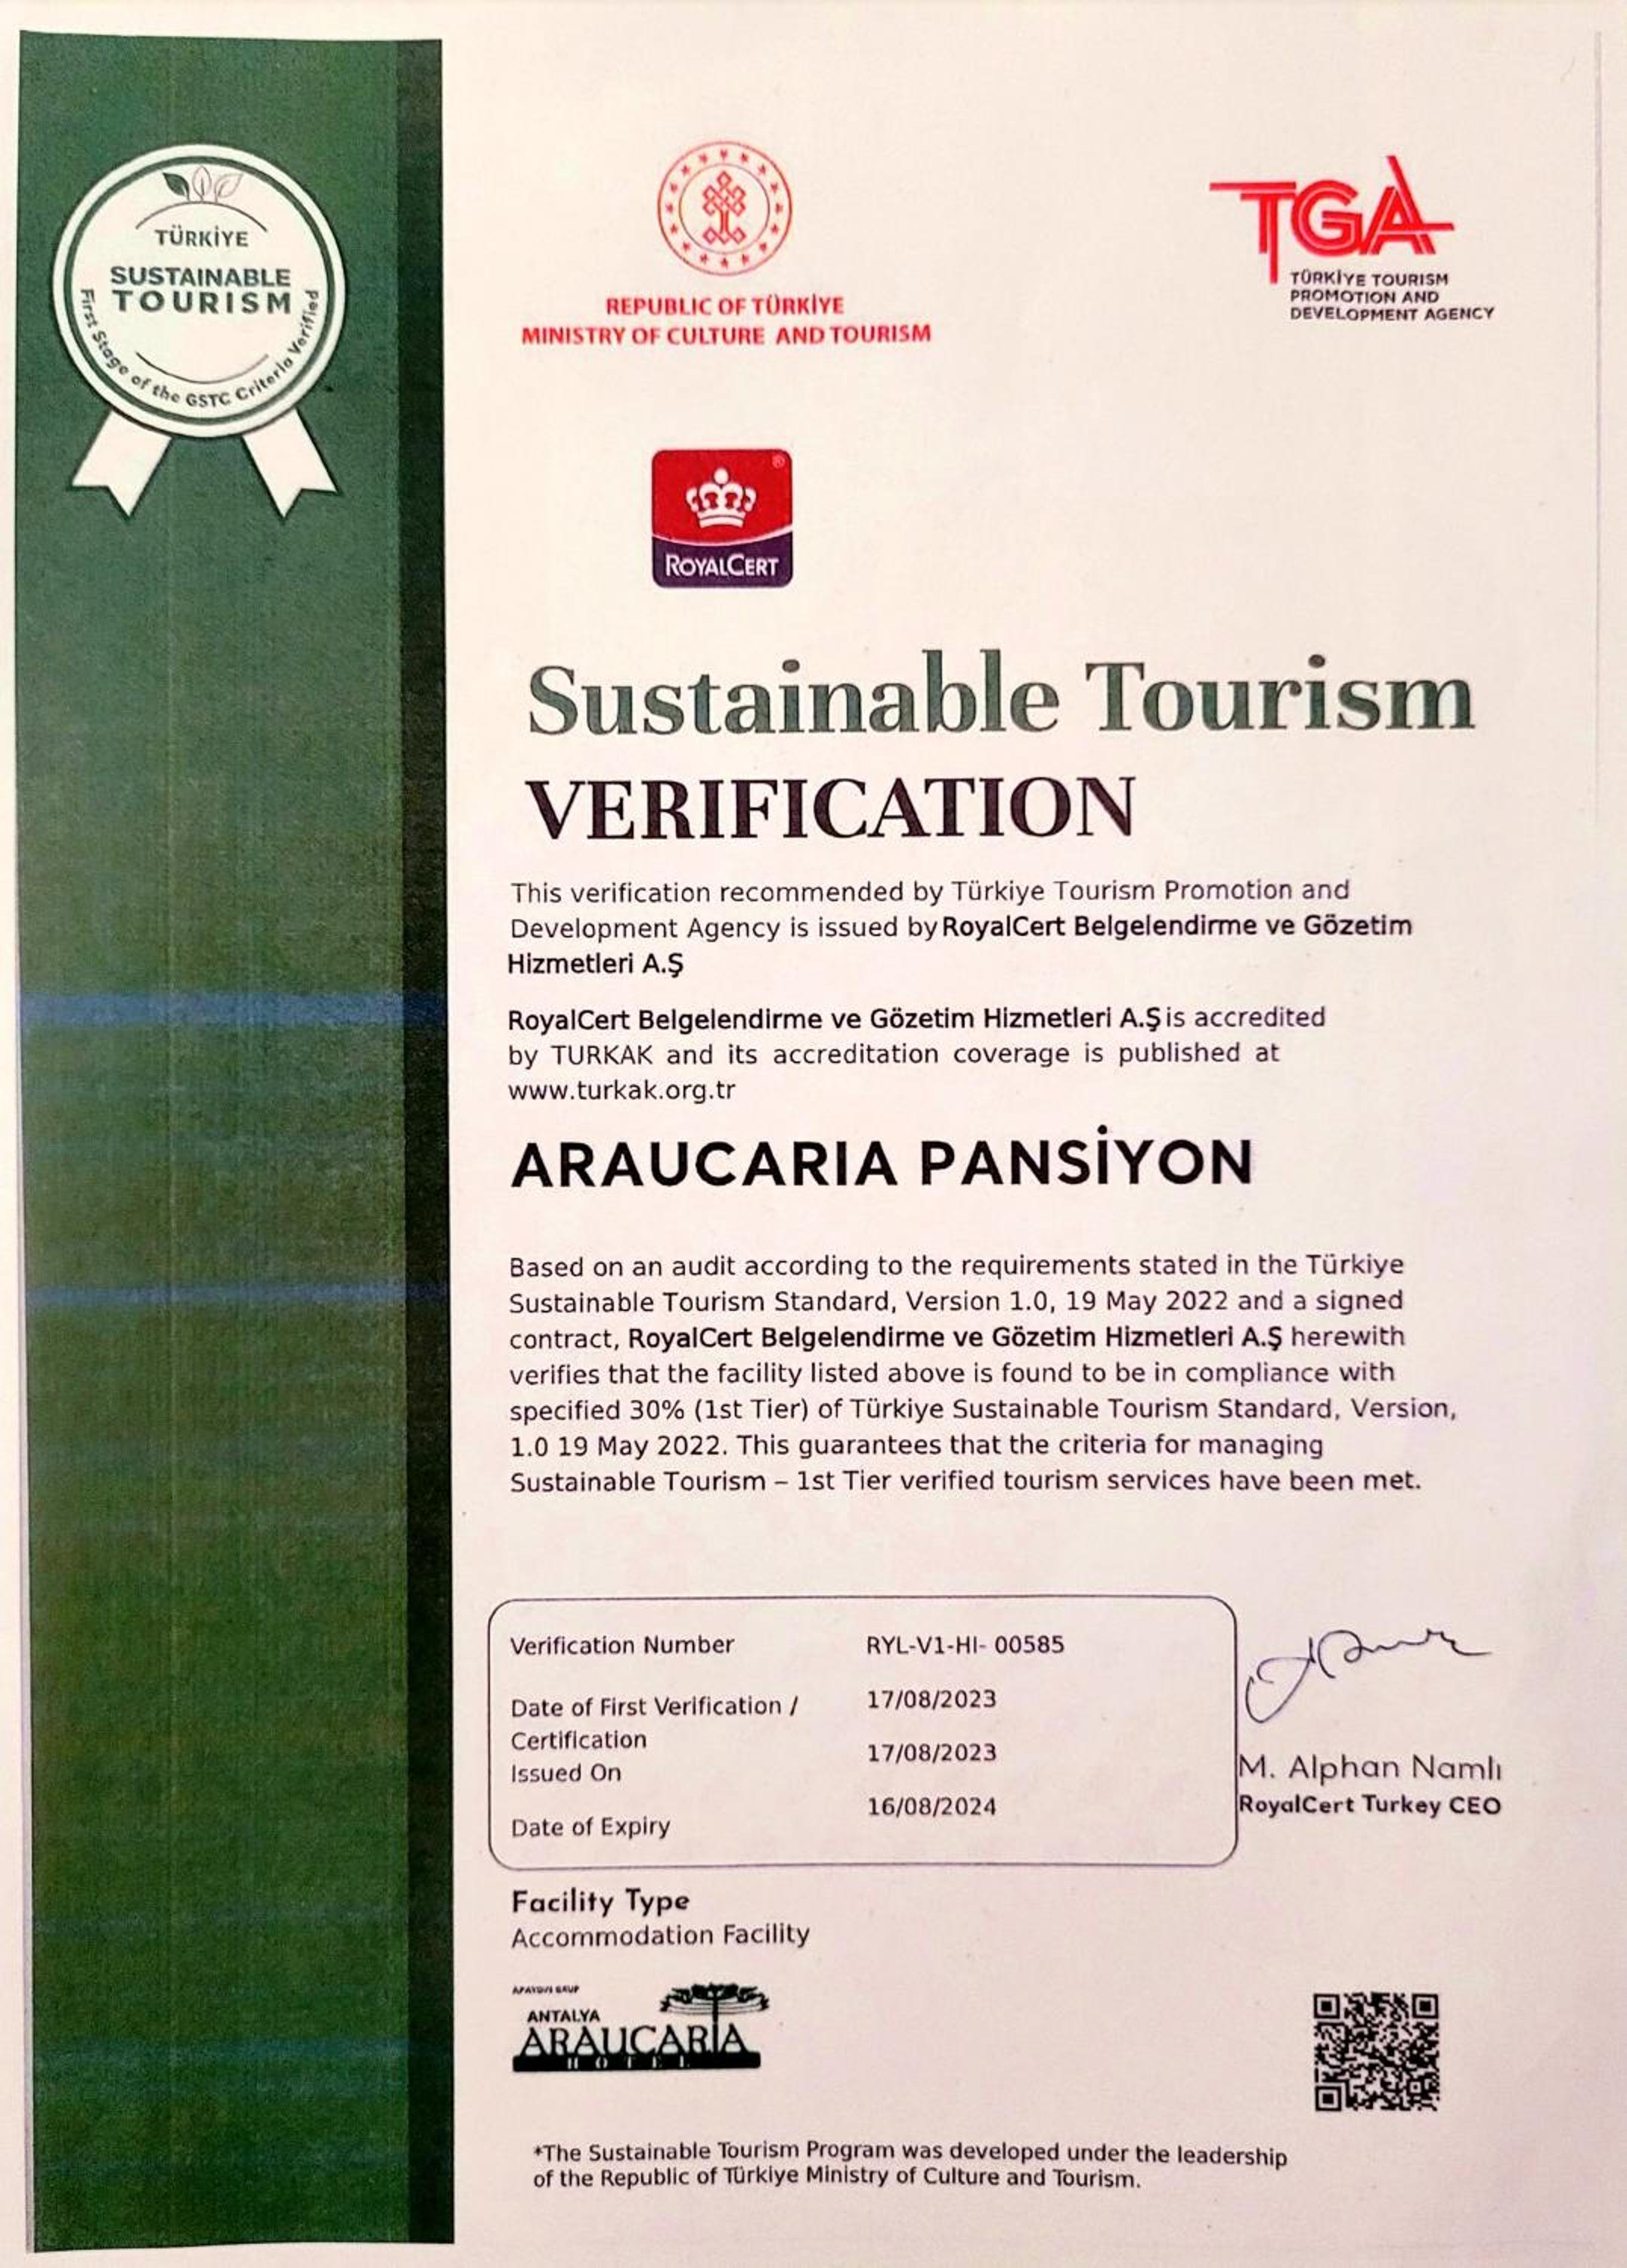 TÜRKİYE
SUSTAINABLE
TOURISM
First Stage of the GSTC Criteria Verified
REPUBLIC OF TÜRKİYE
MINISTRY OF CULTURE AND TOURISM
TGA
TÜRKİYE TOURISM
PROMOTION AND
DEVELOPMENT AGENCY
®
ROYALCERT
Sustainable Tourism
VERIFICATION
This verification recommended by Türkiye Tourism Promotion and
Development Agency is issued by RoyalCert Belgelendirme ve Gözetim
Hizmetleri A.Ş
RoyalCert Belgelendirme ve Gözetim Hizmetleri A.Ş is accredited
by TURKAK and its accreditation coverage is published at
www.turkak.org.tr
ARAUCARIA PANSİYON
Based on an audit according to the requirements stated in the Türkiye
Sustainable Tourism Standard, Version 1.0, 19 May 2022 and a signed
contract, RoyalCert Belgelendirme ve Gözetim Hizmetleri A.Ş herewith
verifies that the facility listed above is found to be in compliance with
specified 30% (1st Tier) of Türkiye Sustainable Tourism Standard, Version,
1.0 19 May 2022. This guarantees that the criteria for managing
Sustainable Tourism – 1st Tier verified tourism services have been met.
Verification Number RYL-V1-HI- 00585
Date of First Verification / 17/08/2023
Certification
Issued On 17/08/2023
Date of Expiry 16/08/2024
M. Alphan Namlı
RoyalCert Turkey CEO
Facility Type
Accommodation Facility
GRUP
ANTALYA
ARAUCARİA
HOTEL
*The Sustainable Tourism Program was developed under the leadership
of the Republic of Türkiye Ministry of Culture and Tourism.